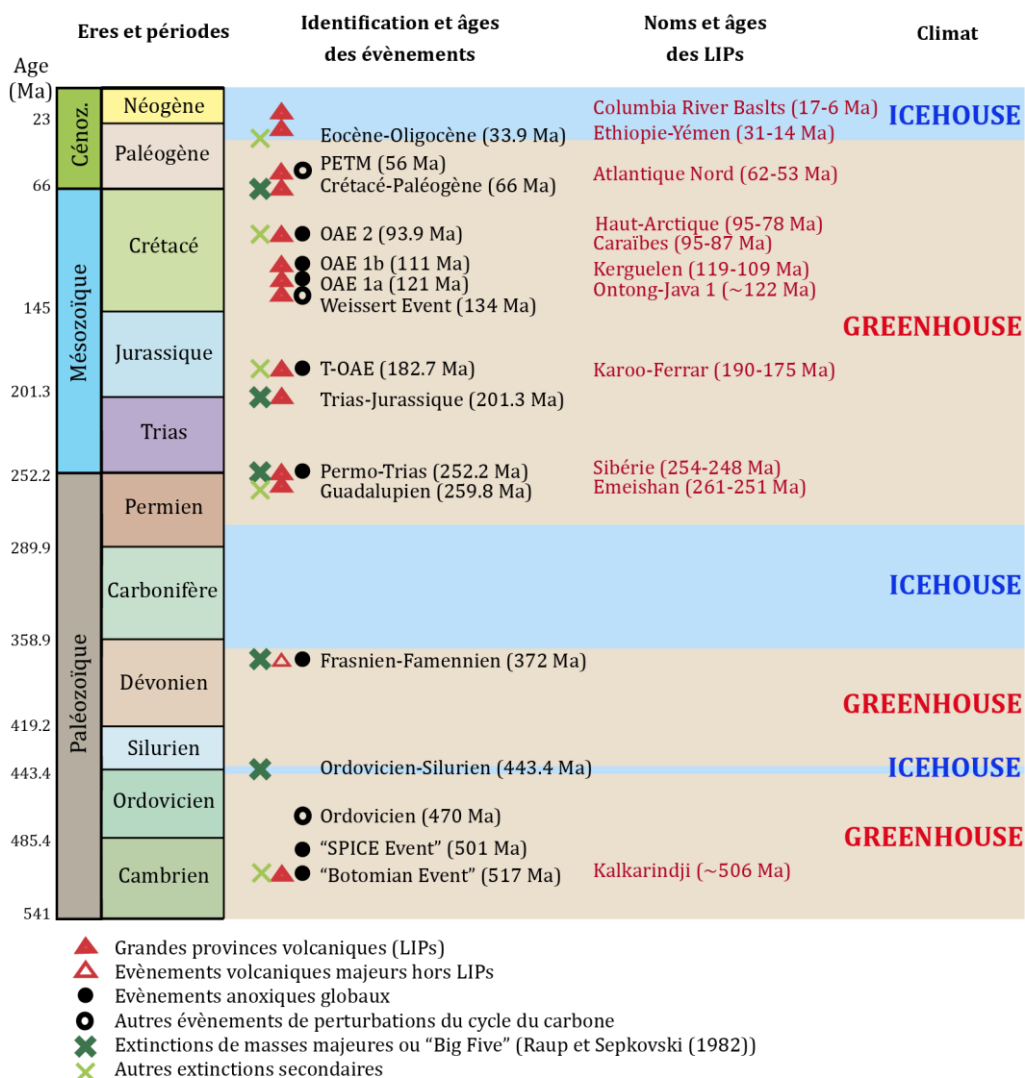 Eres et périodes
Identification et âges
des évènements
Noms et âges
des LIPs
Climat
Age
(Ma)
Cénoz.
Néogène
23
Paléogène
66
Mésozoïque
Crétacé
145
Jurassique
201.3
Trias
252.2
Paléozoïque
Permien
289.9
Carbonifère
358.9
Dévonien
419.2
Silurien
443.4
Ordovicien
485.4
Cambrien
541
Eocène-Oligocène (33.9 Ma)
PETM (56 Ma)
Crétacé-Paléogène (66 Ma)
OAE 2 (93.9 Ma)
OAE 1b (111 Ma)
OAE 1a (121 Ma)
Weissert Event (134 Ma)
T-OAE (182.7 Ma)
Trias-Jurassique (201.3 Ma)
Permo-Trias (252.2 Ma)
Guadalupien (259.8 Ma)
Frasnien-Famennien (372 Ma)
Ordovicien-Silurien (443.4 Ma)
Ordovicien (470 Ma)
“SPICE Event” (501 Ma)
“Botomian Event” (517 Ma)
Columbia River Baslts (17-6 Ma)
Ethiopie-Yémen (31-14 Ma)
Atlantique Nord (62-53 Ma)
Haut-Arctique (95-78 Ma)
Caraïbes (95-87 Ma)
Kerguelen (119-109 Ma)
Ontong-Java 1 (~122 Ma)
Karoo-Ferrar (190-175 Ma)
Sibérie (254-248 Ma)
Emeishan (261-251 Ma)
Kalkarindji (~506 Ma)
ICEHOUSE
GREENHOUSE
ICEHOUSE
GREENHOUSE
ICEHOUSE
GREENHOUSE
Grandes provinces volcaniques (LIPs)
Evènements volcaniques majeurs hors LIPs
Evènements anoxiques globaux
Autres évènements de perturbations du cycle du carbone
Extinctions de masses majeures ou “Big Five” (Raup et Sepkovski (1982))
Autres extinctions secondaires